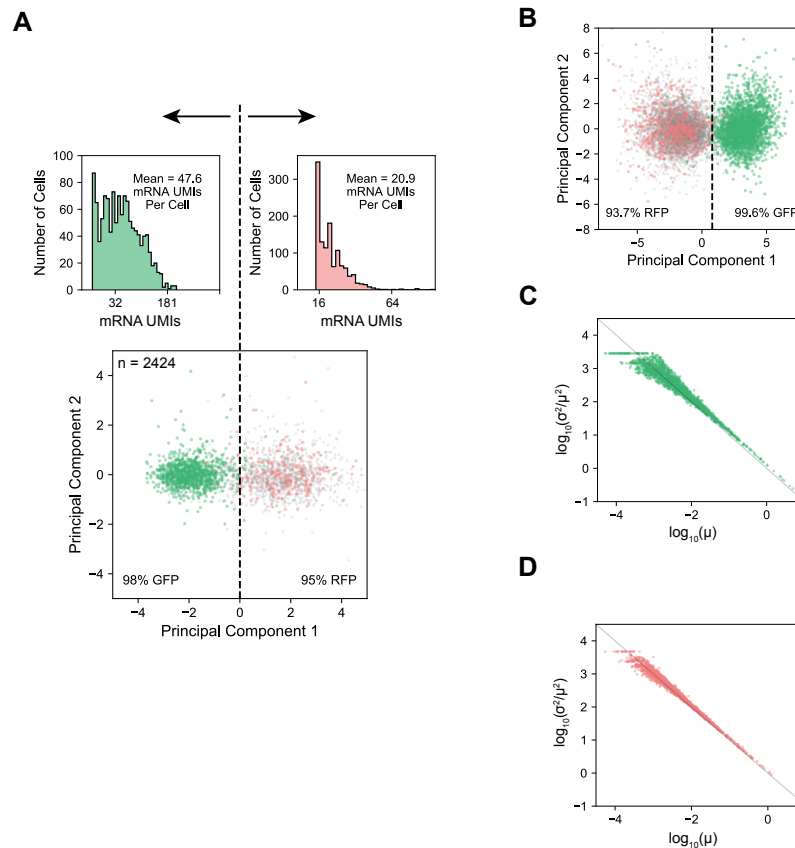 A
100
80
60
40
20
0
Number of Cells
Mean = 47.6
mRNA UMIs
Per Cell
32
181
mRNA UMIs
300
200
100
0
Number of Cells
Mean = 20.9
mRNA UMIs
Per Cell
16
64
mRNA UMIs
n = 2424
4
2
0
−2
−4
Principal Component 2
98% GFP
95% RFP
−4
−2
0
2
4
Principal Component 1
B
8
6
4
2
0
−2
−4
−6
−8
Principal Component 2
93.7% RFP
99.6% GFP
−5
0
5
Principal Component 1
C
4
3
2
1
0
−1
log₁₀(σ²/μ²)
−4
−2
0
log₁₀(μ)
D
4
3
2
1
0
−1
log₁₀(σ²/μ²)
−4
−2
0
log₁₀(μ)